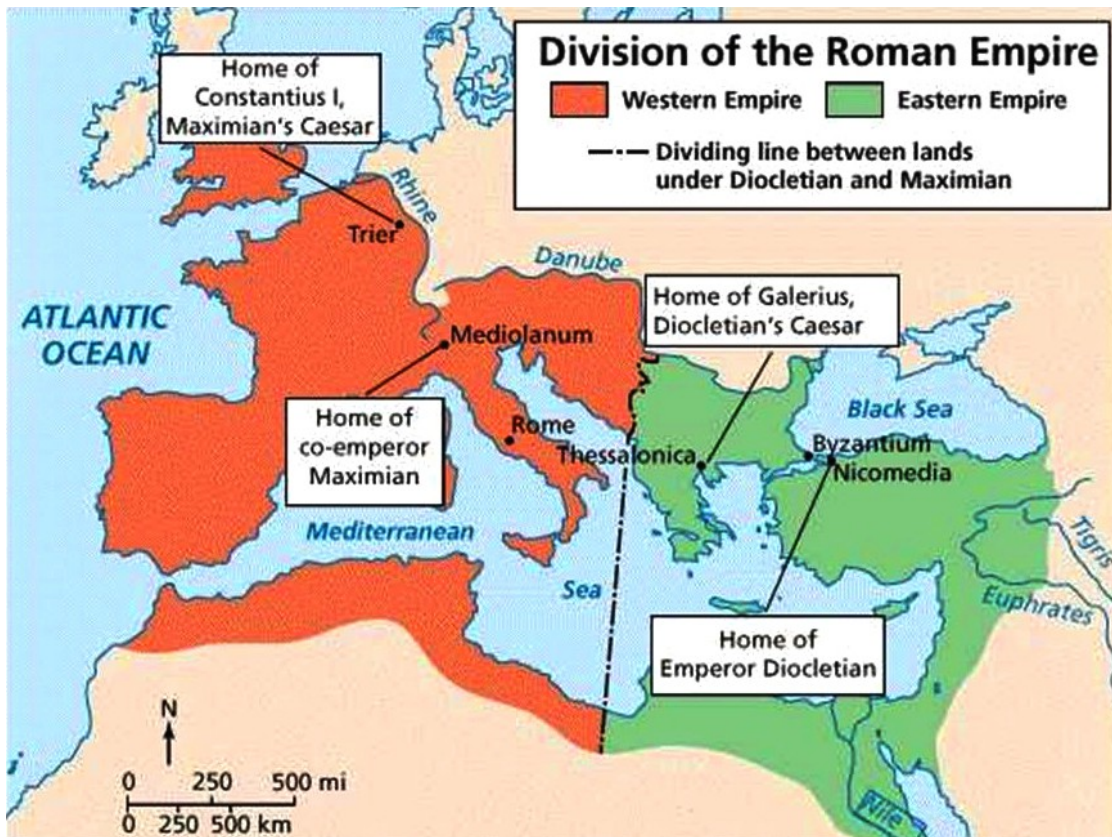 Division of the Roman Empire
Western Empire
Eastern Empire
Dividing line between lands
under Diocletian and Maximian
Home of
Constantius I,
Maximian's Caesar
Rhine
Trier
Danube
Home of Galerius,
Diocletian's Caesar
ATLANTIC
OCEAN
Mediolanum
Black Sea
Home of
co-emperor
Maximian
Rome
Thessalonica
Byzantium
Nicomedia
Mediterranean
Sea
Tigris
Euphrates
Home of
Emperor Diocletian
N
0 250 500 mi
0 250 500 km
Nile